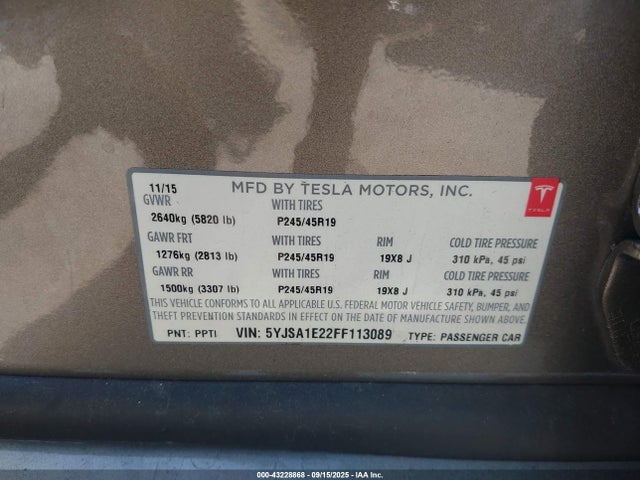 11/15 MFD BY TESLA MOTORS, INC.
GVWR WITH TIRES
2640kg (5820 lb) P245/45R19
GAWR FRT WITH TIRES RIM COLD TIRE PRESSURE
1276kg (2813 lb) P245/45R19 19X8 J 310 kPa, 45 psi
GAWR RR WITH TIRES RIM COLD TIRE PRESSURE
1500kg (3307 lb) P245/45R19 19X8 J 310 kPa, 45 psi
THIS VEHICLE CONFORMS TO ALL APPLICABLE U.S. FEDERAL MOTOR VEHICLE SAFETY, BUMPER, AND
THEFT PREVENTION STANDARDS IN EFFECT ON THE DATE OF MANUFACTURE SHOWN ABOVE.
PNT: PPTI VIN: 5YJSA1E22FF113089 TYPE: PASSENGER CAR
TESLA
00-43228868 - 09/15/2025 - IAA Inc.